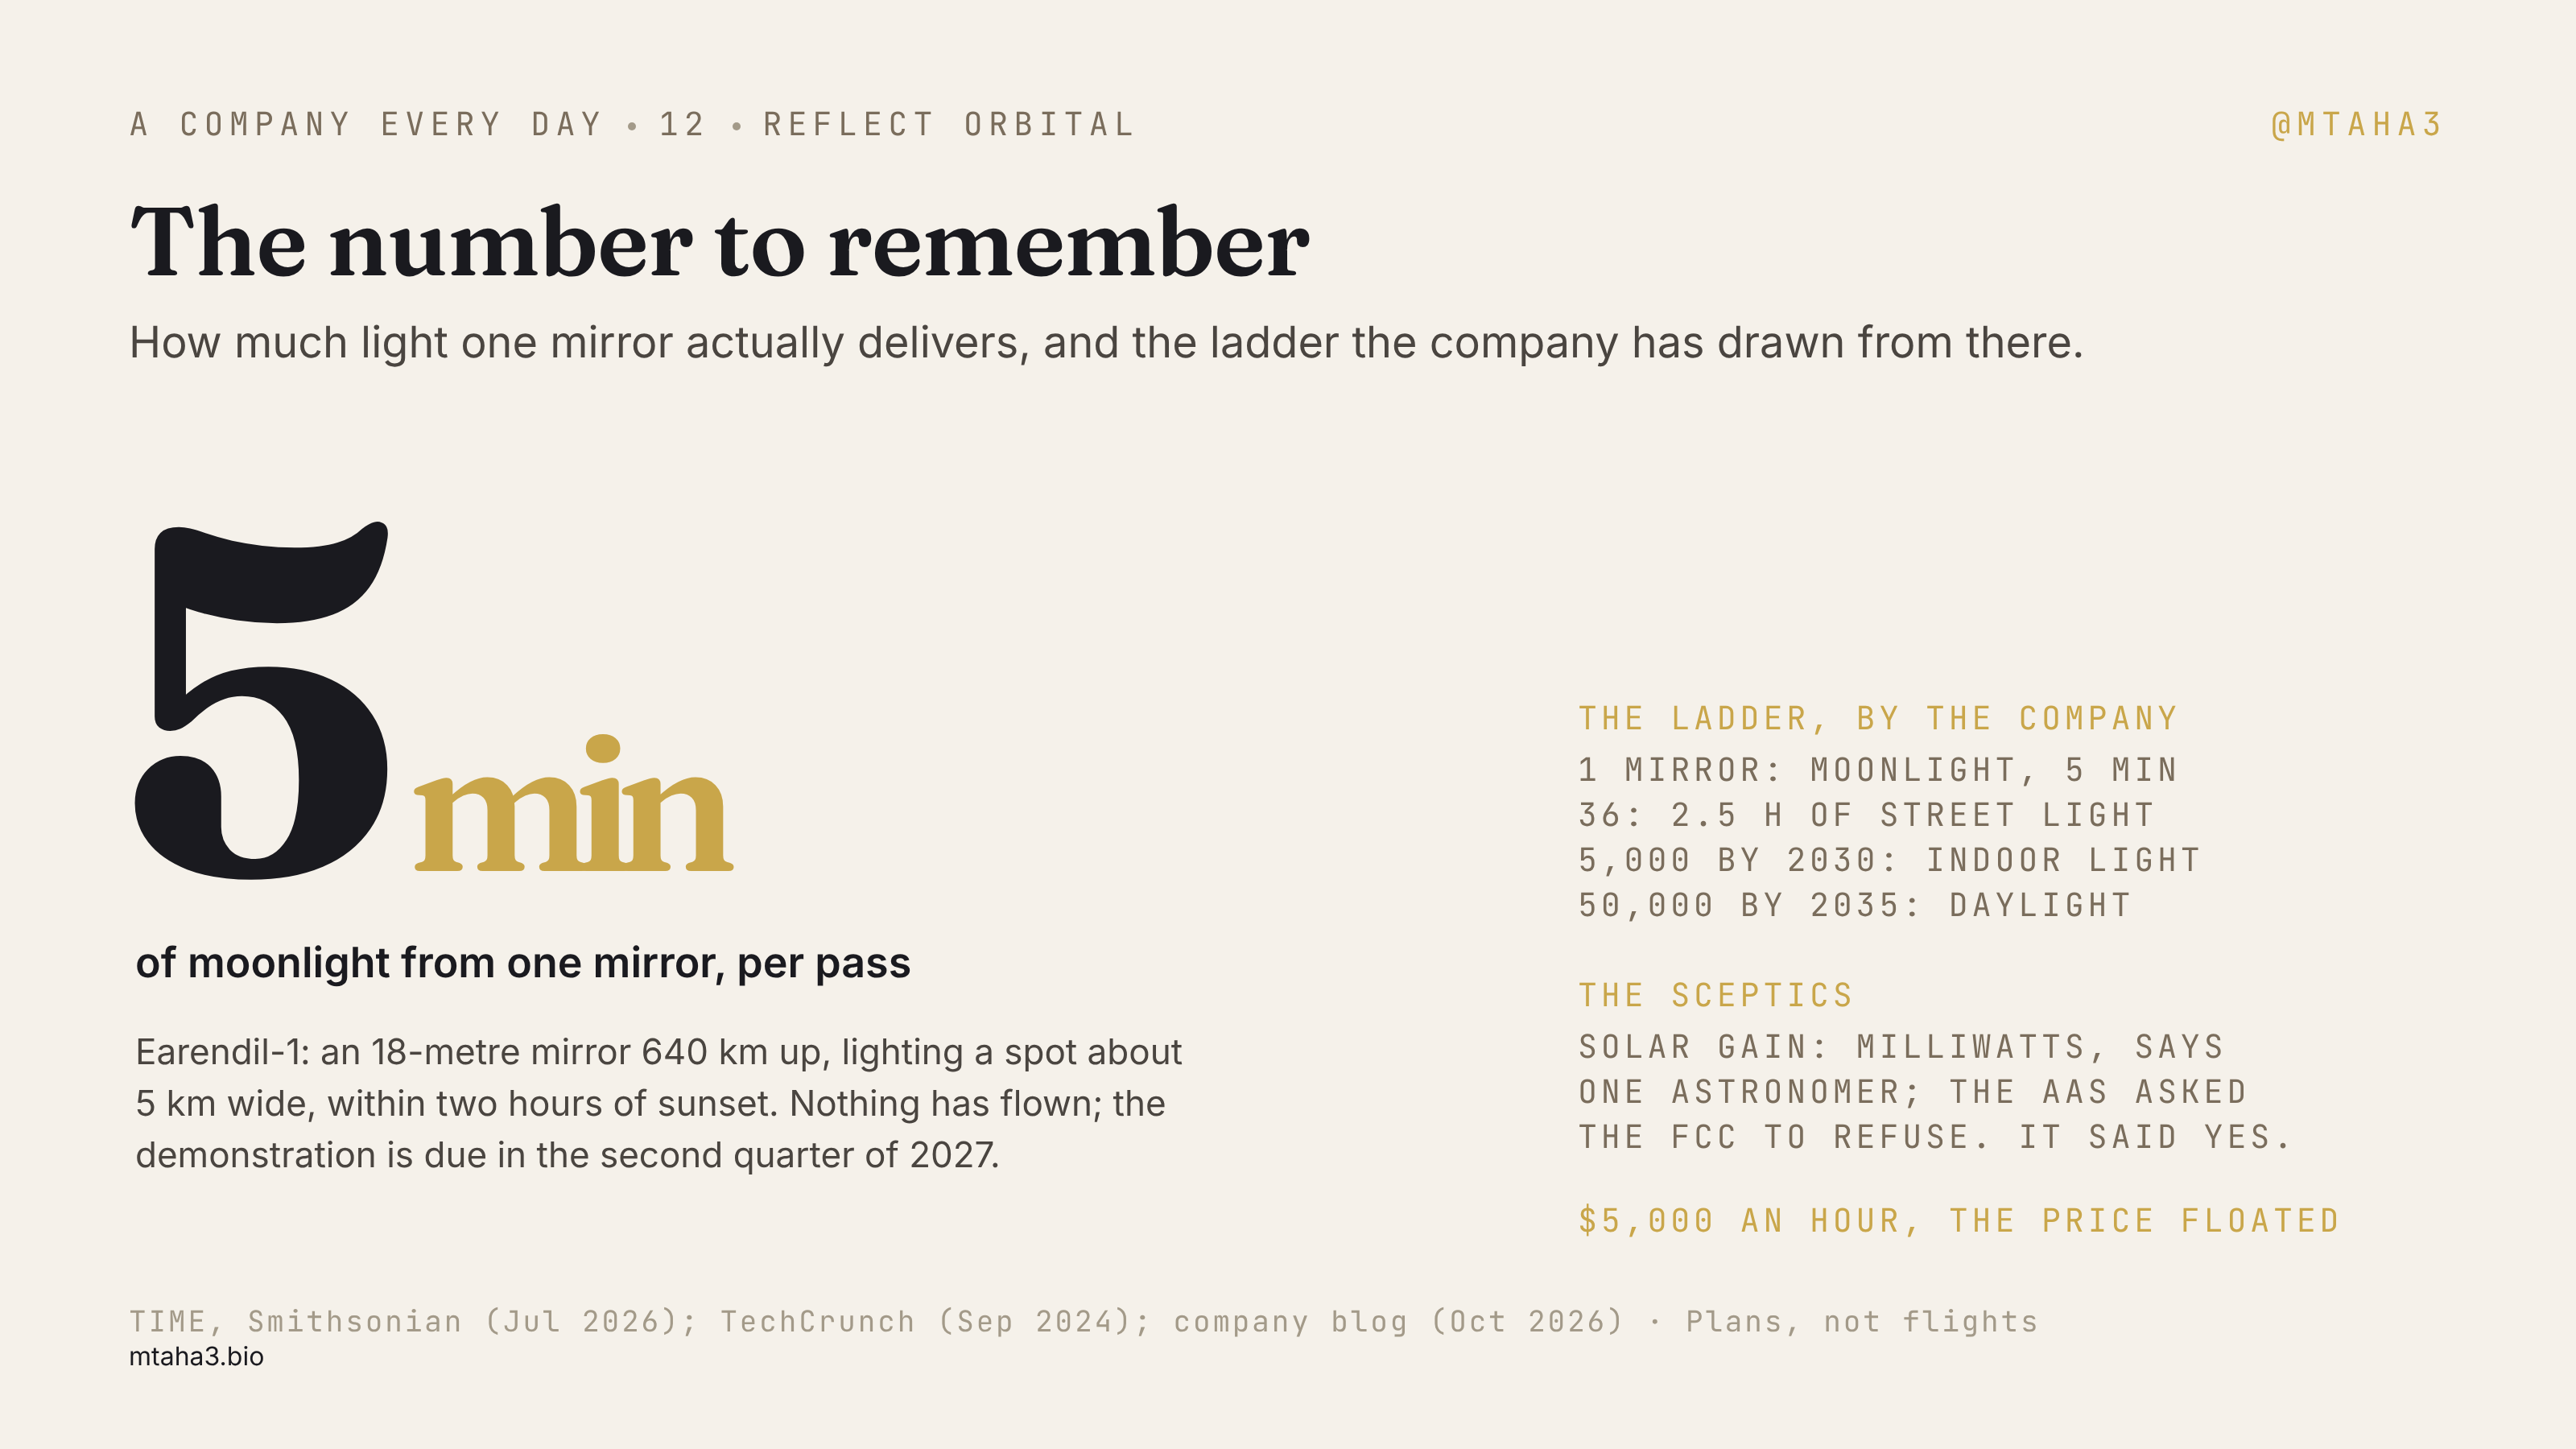 A COMPANY EVERY DAY • 12 • REFLECT ORBITAL
@MTAHA3
The number to remember
How much light one mirror actually delivers, and the ladder the company has drawn from there.
5 min
of moonlight from one mirror, per pass
Earendil-1: an 18-metre mirror 640 km up, lighting a spot about
5 km wide, within two hours of sunset. Nothing has flown; the
demonstration is due in the second quarter of 2027.
THE LADDER, BY THE COMPANY
1 MIRROR: MOONLIGHT, 5 MIN
36: 2.5 H OF STREET LIGHT
5,000 BY 2030: INDOOR LIGHT
50,000 BY 2035: DAYLIGHT
THE SCEPTICS
SOLAR GAIN: MILLIWATTS, SAYS
ONE ASTRONOMER; THE AAS ASKED
THE FCC TO REFUSE. IT SAID YES.
$5,000 AN HOUR, THE PRICE FLOATED
TIME, Smithsonian (Jul 2026); TechCrunch (Sep 2024); company blog (Oct 2026) · Plans, not flights
mtaha3.bio